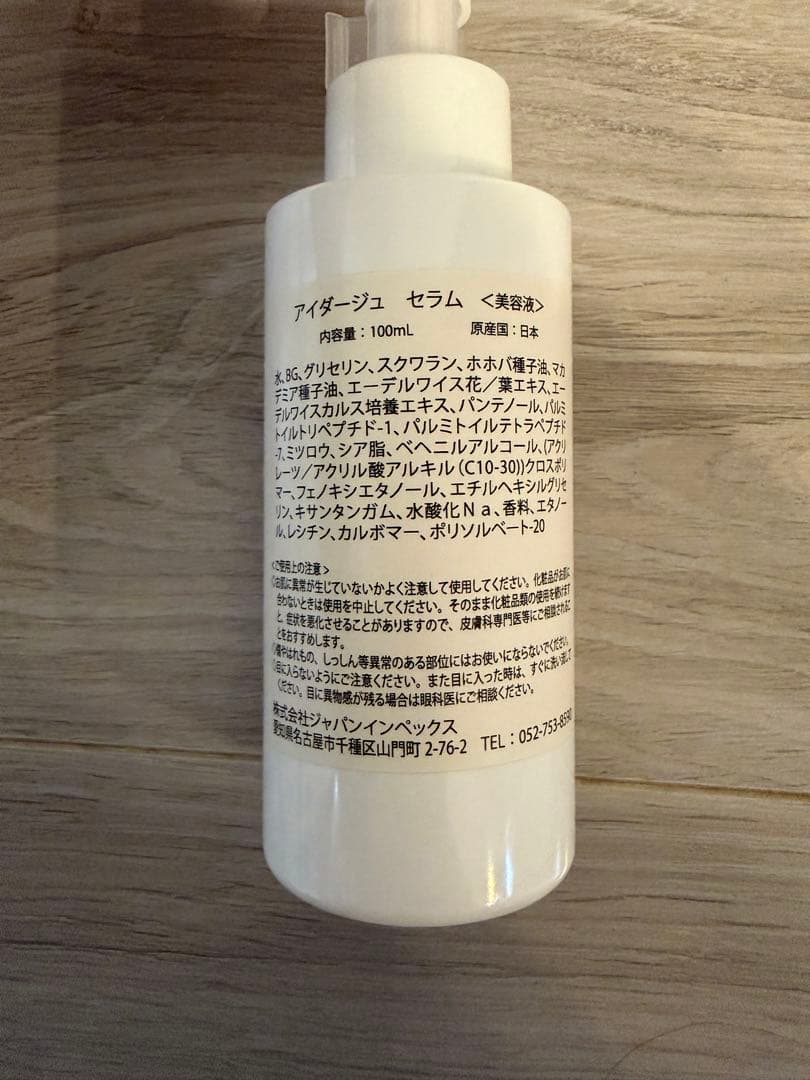 アイダージュ　セラム　＜美容液＞
内容量：100mL　原産国：日本
水、BG、グリセリン、スクワラン、ホホバ種子油、マカ
デミア種子油、エーデルワイス花／葉エキス、エー
デルワイスカルス培養エキス、パンテノール、パルミ
トイルトリペプチド-1、パルミトイルテトラペプチド
-7、ミツロウ、シア脂、ベヘニルアルコール、(アクリ
レーツ／アクリル酸アルキル（C10-30))クロスポリ
マー、フェノキシエタノール、エチルヘキシルグリセ
リン、キサンタンガム、水酸化Ｎａ、香料、エタノー
ル、レシチン、カルボマー、ポリソルベート-20
＜ご使用上の注意＞
お肌に異常が生じていないかよく注意して使用してください。化粧品がお肌に
合わないときは使用を中止してください。そのまま化粧品類の使用を続けます
と、症状を悪化させることがありますので、皮膚科専門医等にご相談されるこ
とをおすすめします。
傷やはれもの、しっしん等異常のある部位にはお使いにならないでください。
目に入らないようにご注意ください。また目に入った時は、すぐに洗い流して
ください。目に異物感が残る場合は眼科医にご相談ください。
株式会社ジャパンインペックス
愛知県名古屋市千種区山門町 2-76-2　TEL：052-753-8590